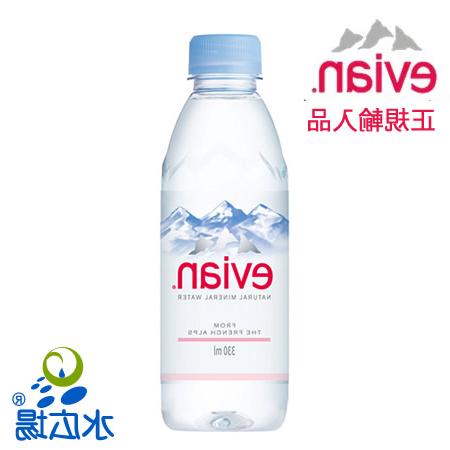 evian.
正規輸入品
evian.
NATURAL MINERAL WATER
FROM
THE FRENCH ALPS
330 ml
水広場®